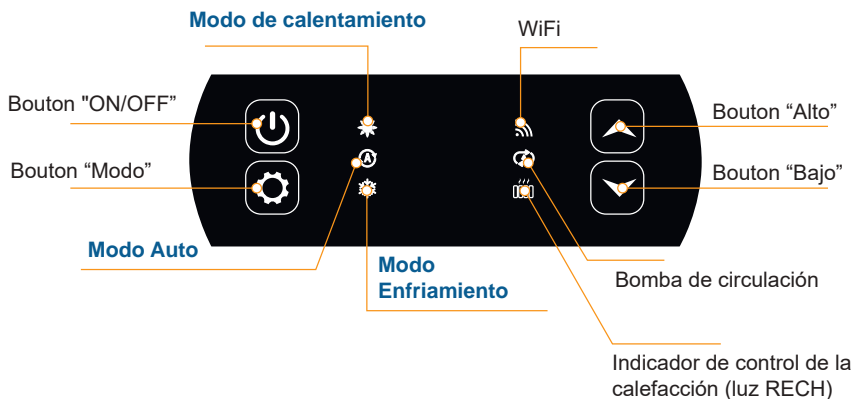 Modo de calentamiento
WiFi
Bouton "ON/OFF”
Bouton “Alto”
Bouton “Modo”
Bouton “Bajo”
A
Modo Auto
Modo
Enfriamiento
Bomba de circulación
Indicador de control de la
calefacción (luz RECH)